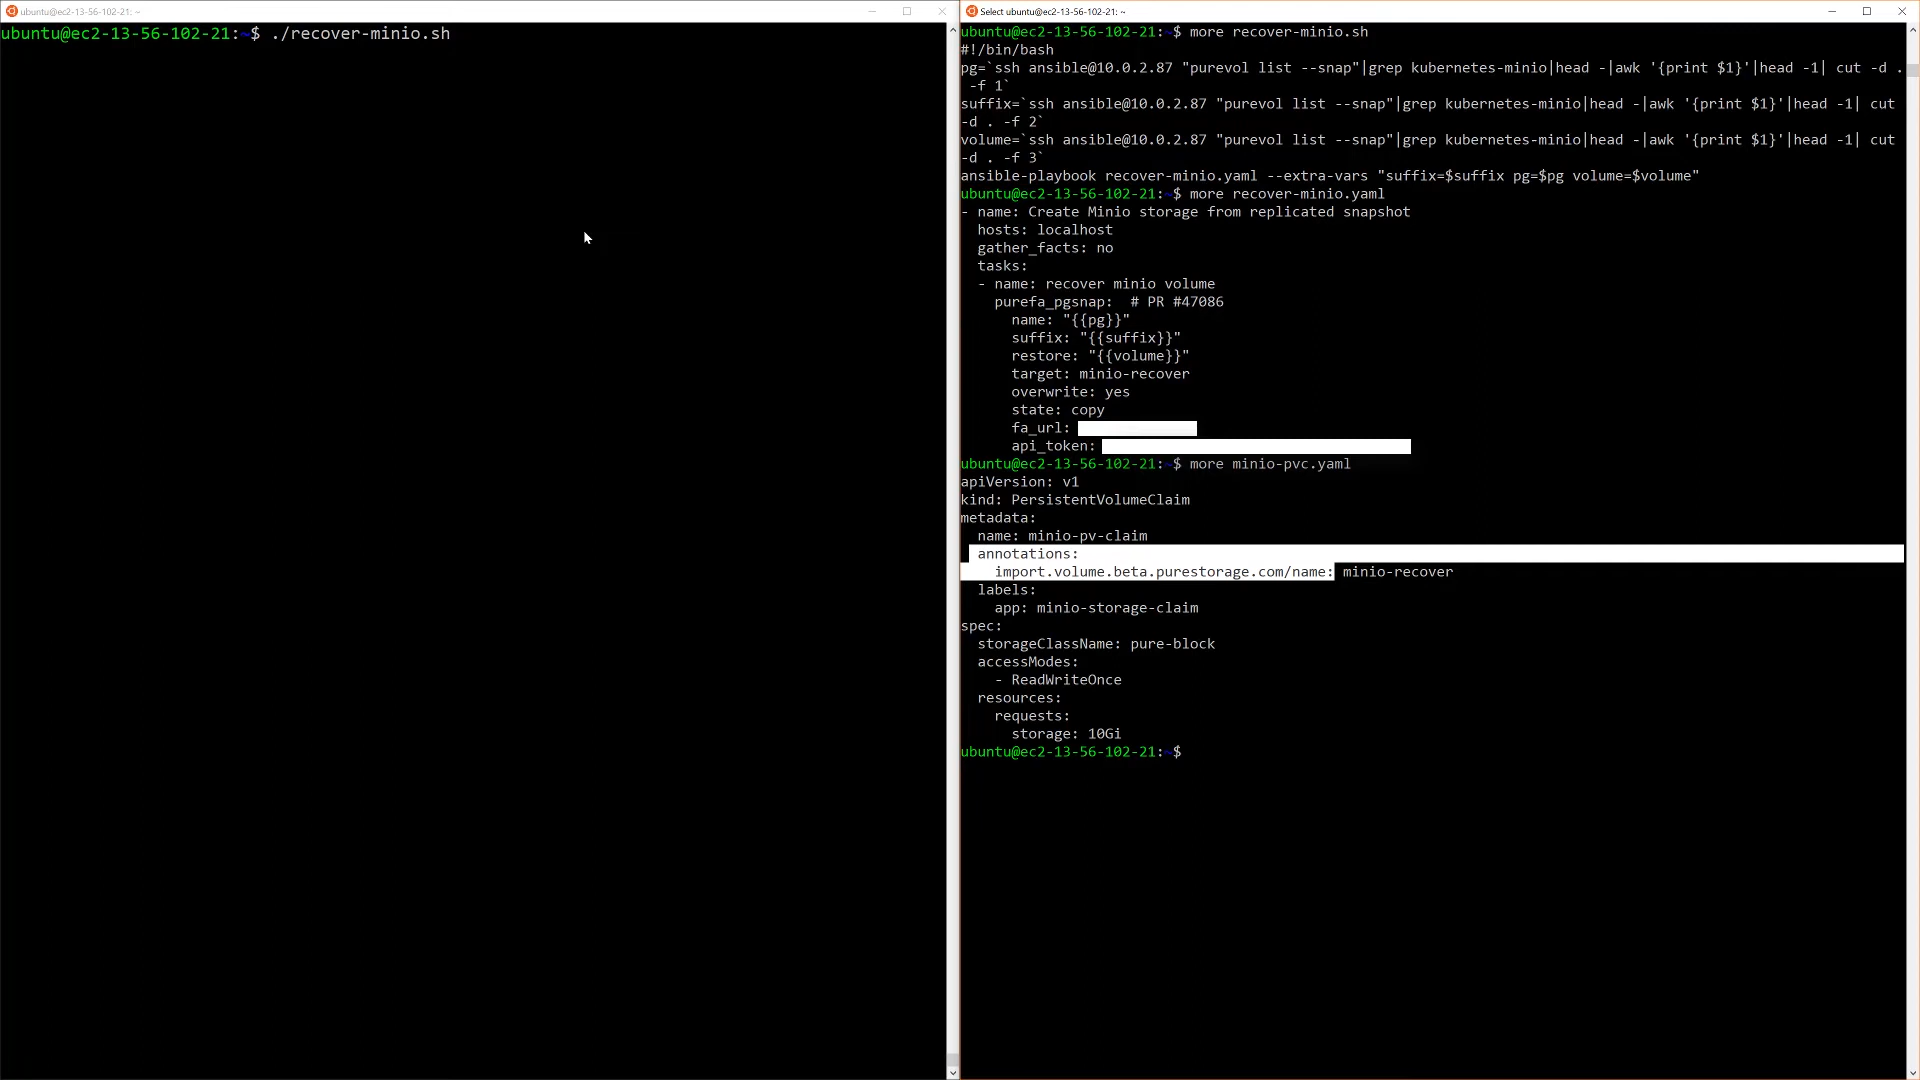 ubuntu@ec2-13-56-102-21: ~
ubuntu@ec2-13-56-102-21:~$ ./recover-minio.sh
Select ubuntu@ec2-13-56-102-21: ~
ubuntu@ec2-13-56-102-21:~$ more recover-minio.sh
#!/bin/bash
pg=`ssh ansible@10.0.2.87 "purevol list --snap"|grep kubernetes-minio|head -|awk '{print $1}'|head -1| cut -d .
 -f 1`
suffix=`ssh ansible@10.0.2.87 "purevol list --snap"|grep kubernetes-minio|head -|awk '{print $1}'|head -1| cut
-d . -f 2`
volume=`ssh ansible@10.0.2.87 "purevol list --snap"|grep kubernetes-minio|head -|awk '{print $1}'|head -1| cut
-d . -f 3`
ansible-playbook recover-minio.yaml --extra-vars "suffix=$suffix pg=$pg volume=$volume"
ubuntu@ec2-13-56-102-21:~$ more recover-minio.yaml
- name: Create Minio storage from replicated snapshot
  hosts: localhost
  gather_facts: no
  tasks:
  - name: recover minio volume
    purefa_pgsnap:  # PR #47086
      name: "{{pg}}"
      suffix: "{{suffix}}"
      restore: "{{volume}}"
      target: minio-recover
      overwrite: yes
      state: copy
      fa_url:
      api_token:
ubuntu@ec2-13-56-102-21:~$ more minio-pvc.yaml
apiVersion: v1
kind: PersistentVolumeClaim
metadata:
  name: minio-pv-claim
  annotations:
    import.volume.beta.purestorage.com/name: minio-recover
  labels:
    app: minio-storage-claim
spec:
  storageClassName: pure-block
  accessModes:
    - ReadWriteOnce
  resources:
    requests:
      storage: 10Gi
ubuntu@ec2-13-56-102-21:~$